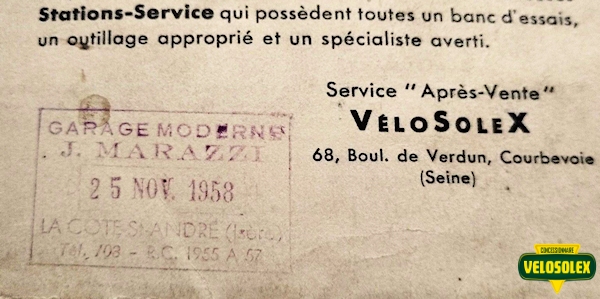 Stations-Service qui possèdent toutes un banc d'essais,
un outillage approprié et un spécialiste averti.
Service "Après-Vente"
VÉLOSOLEX
68, Boul. de Verdun, Courbevoie
(Seine)
GARAGE MODERNE
J. MARAZZI
25 NOV. 1958
LA COTE-ST-ANDRÉ (Isère)
Tél. 198 - R.C. 1955 A 67
CONCESSIONNAIRE
VELOSOLEX